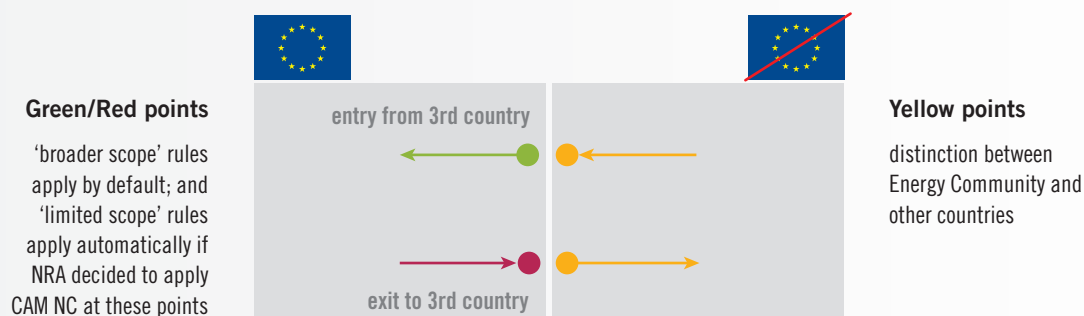 Green/Red points
'broader scope' rules
apply by default; and
'limited scope' rules
apply automatically if
NRA decided to apply
CAM NC at these points
entry from 3rd country
exit to 3rd country
Yellow points
distinction between
Energy Community and
other countries